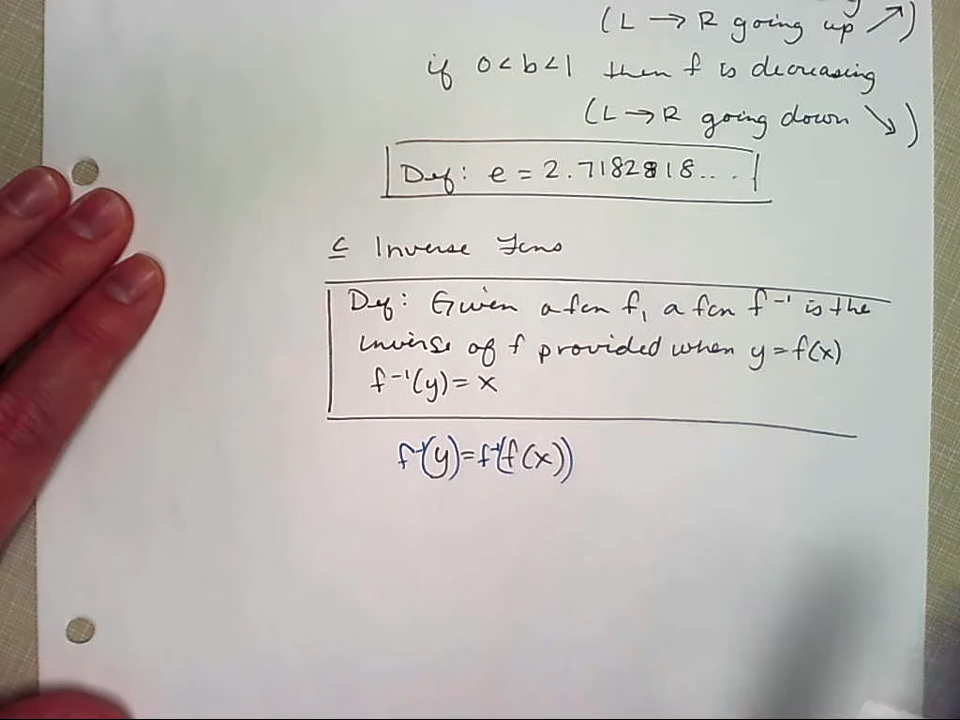 (L → R going up ↗)
if 0<b<1 then f is decreasing
(L → R going down ↘)
Def: e = 2.7182818...
C Inverse Fcns
Def: Given a fcn f, a fcn f⁻¹ is the
inverse of f provided when y=f(x)
f⁻¹(y)= x
f⁻¹(y)=f⁻¹(f(x))